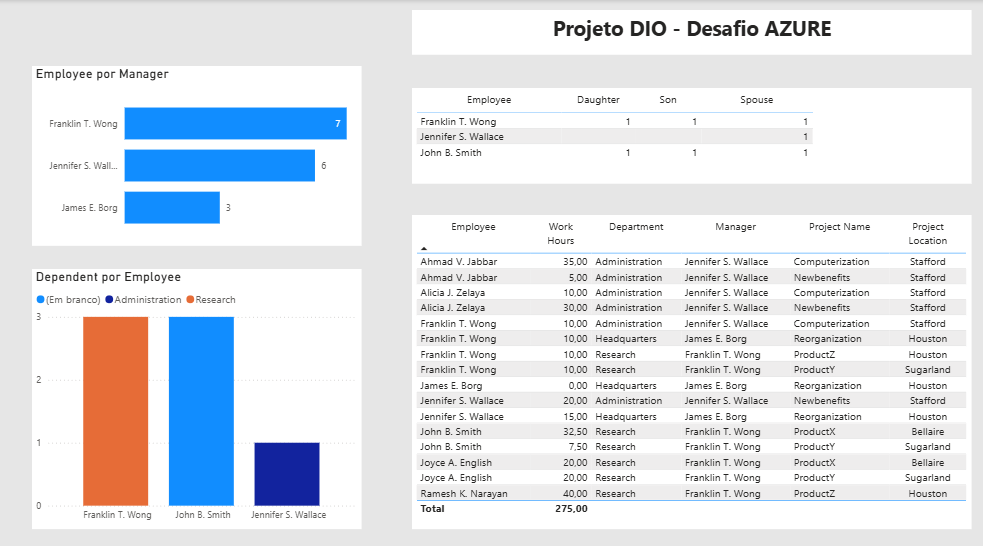 Projeto DIO - Desafio AZURE
Employee por Manager
Franklin T. Wong 7
Jennifer S. Wall... 6
James E. Borg 3
Employee Daughter Son Spouse
Franklin T. Wong 1 1 1
Jennifer S. Wallace 1
John B. Smith 1 1 1
Dependent por Employee
(Em branco) Administration Research
3
2
1
0
Franklin T. Wong John B. Smith Jennifer S. Wallace
Employee Work Hours Department Manager Project Name Project Location
Ahmad V. Jabbar 35,00 Administration Jennifer S. Wallace Computerization Stafford
Ahmad V. Jabbar 5,00 Administration Jennifer S. Wallace Newbenefits Stafford
Alicia J. Zelaya 10,00 Administration Jennifer S. Wallace Computerization Stafford
Alicia J. Zelaya 30,00 Administration Jennifer S. Wallace Newbenefits Stafford
Franklin T. Wong 10,00 Administration Jennifer S. Wallace Computerization Stafford
Franklin T. Wong 10,00 Headquarters James E. Borg Reorganization Houston
Franklin T. Wong 10,00 Research Franklin T. Wong ProductZ Houston
Franklin T. Wong 10,00 Research Franklin T. Wong ProductY Sugarland
James E. Borg 0,00 Headquarters James E. Borg Reorganization Houston
Jennifer S. Wallace 20,00 Administration Jennifer S. Wallace Newbenefits Stafford
Jennifer S. Wallace 15,00 Headquarters James E. Borg Reorganization Houston
John B. Smith 32,50 Research Franklin T. Wong ProductX Bellaire
John B. Smith 7,50 Research Franklin T. Wong ProductY Sugarland
Joyce A. English 20,00 Research Franklin T. Wong ProductX Bellaire
Joyce A. English 20,00 Research Franklin T. Wong ProductY Sugarland
Ramesh K. Narayan 40,00 Research Franklin T. Wong ProductZ Houston
Total 275,00